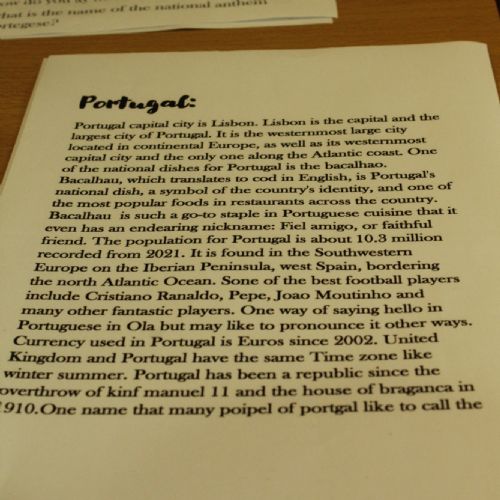 what is the name of the national anthem
Portugal:
Portugal capital city is Lisbon. Lisbon is the capital and the
largest city of Portugal. It is the westernmost large city
located in continental Europe, as well as its westernmost
capital city and the only one along the Atlantic coast. One
of the national dishes for Portugal is the bacalhao.
Bacalhau, which translates to cod in English, is Portugal's
national dish, a symbol of the country's identity, and one of
the most popular foods in restaurants across the country.
Bacalhau is such a go-to staple in Portuguese cuisine that it
even has an endearing nickname: Fiel amigo, or faithful
friend. The population for Portugal is about 10.3 million
recorded from 2021. It is found in the Southwestern
Europe on the Iberian Peninsula, west Spain, bordering
the north Atlantic Ocean. Sone of the best football players
include Cristiano Ranaldo, Pepe, Joao Moutinho and
many other fantastic players. One way of saying hello in
Portuguese in Ola but may like to pronounce it other ways.
Currency used in Portugal is Euros since 2002. United
Kingdom and Portugal have the same Time zone like
winter summer. Portugal has been a republic since the
overthrow of kinf manuel 11 and the house of braganca in
1910.One name that many poipel of portgal like to call the